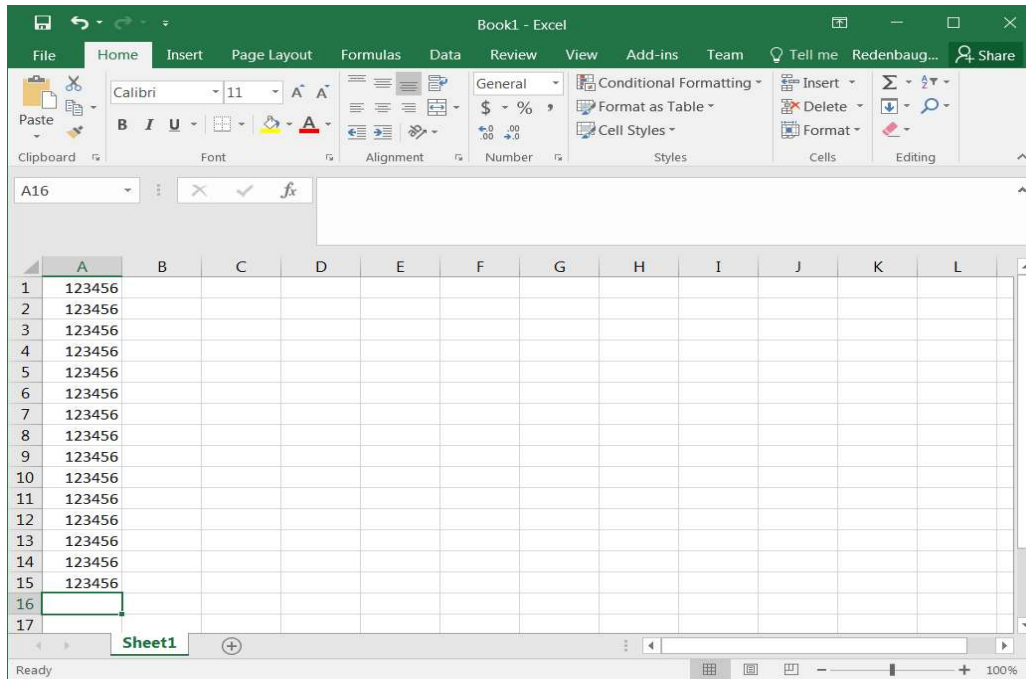 Book1 - Excel
File Home Insert Page Layout Formulas Data Review View Add-ins Team Tell me Redenbaug... Share
Paste
Calibri 11 A A
B I U A
General
$ % ,
.00 .0
Conditional Formatting
Format as Table
Cell Styles
Insert
Delete
Format
Σ
Clipboard Font Alignment Number Styles Cells Editing
A16 fx
A B C D E F G H I J K L
1 123456
2 123456
3 123456
4 123456
5 123456
6 123456
7 123456
8 123456
9 123456
10 123456
11 123456
12 123456
13 123456
14 123456
15 123456
16
17
Sheet1
Ready 100%